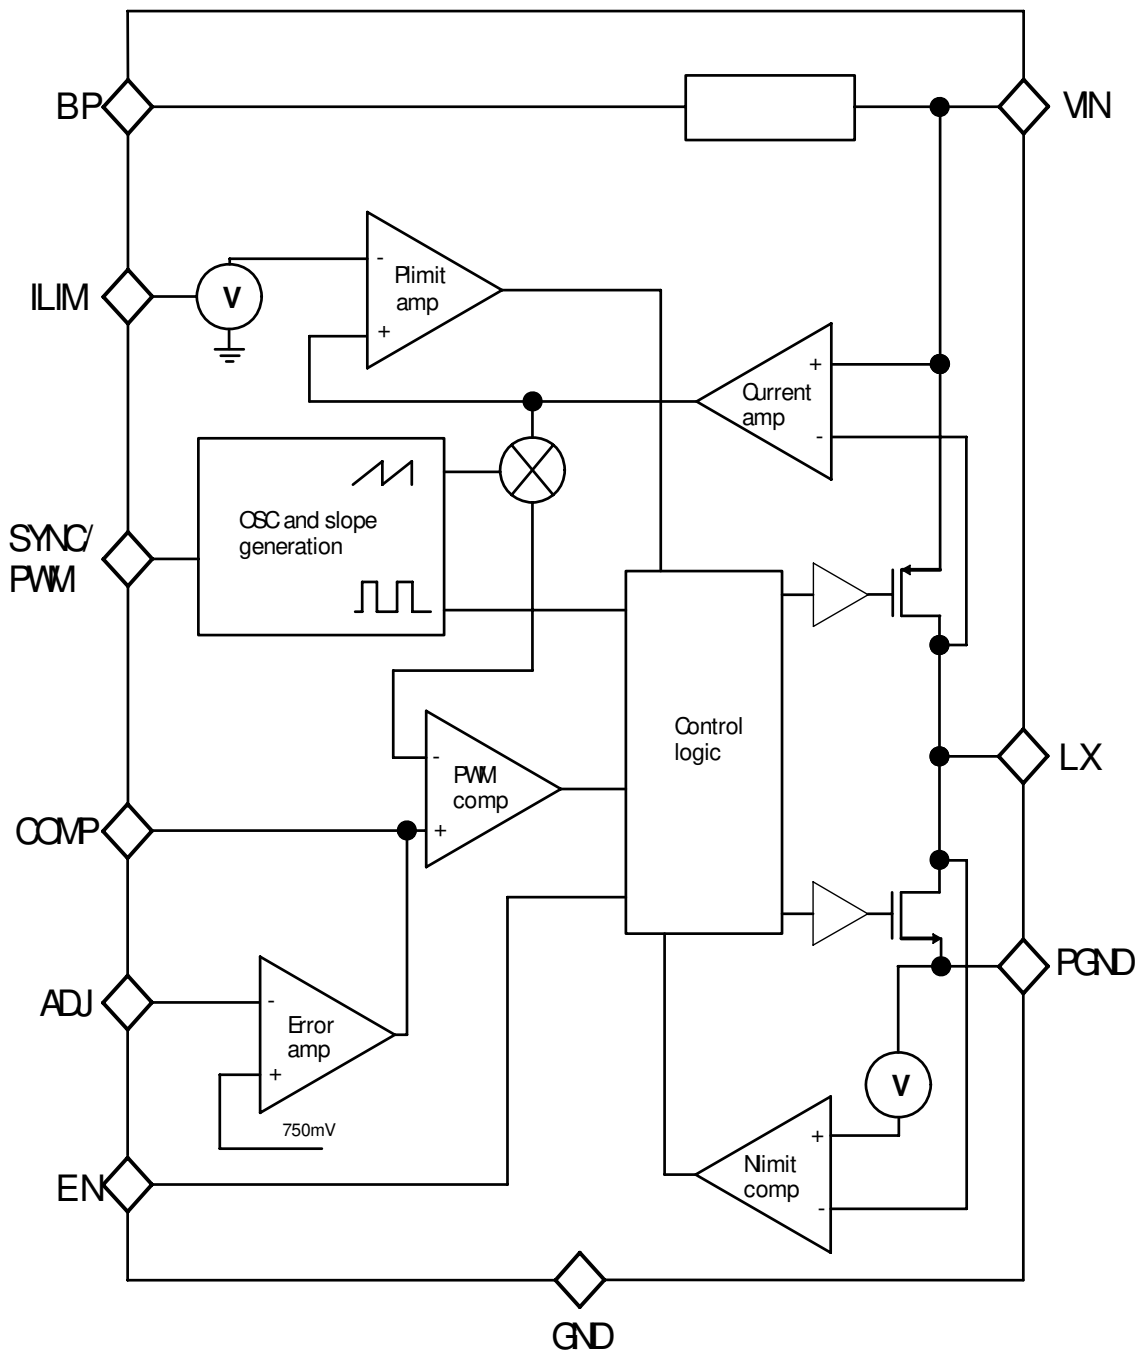 BP
VIN
Plimit
amp
-
+
ILIM
V
Current
amp
+
-
SYNC/
PWM
OSC and slope
generation
Control
logic
LX
-
PWM
comp
+
COMP
PGND
ADJ
-
Error
amp
+
750mV
V
+
Nlimit
comp
-
EN
GND